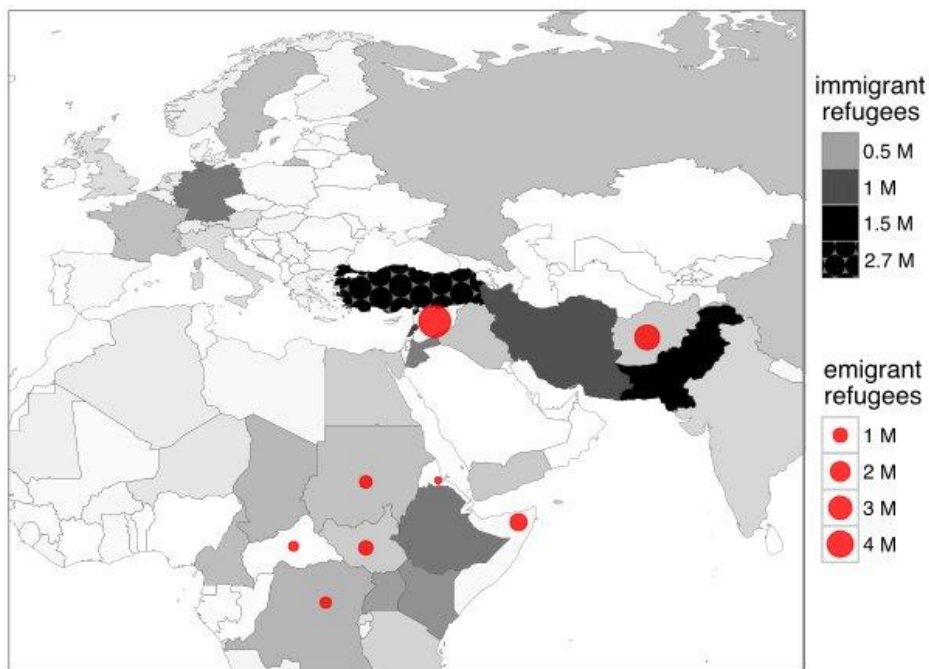 immigrant
refugees
0.5 M
1 M
1.5 M
2.7 M
emigrant
refugees
1 M
2 M
3 M
4 M